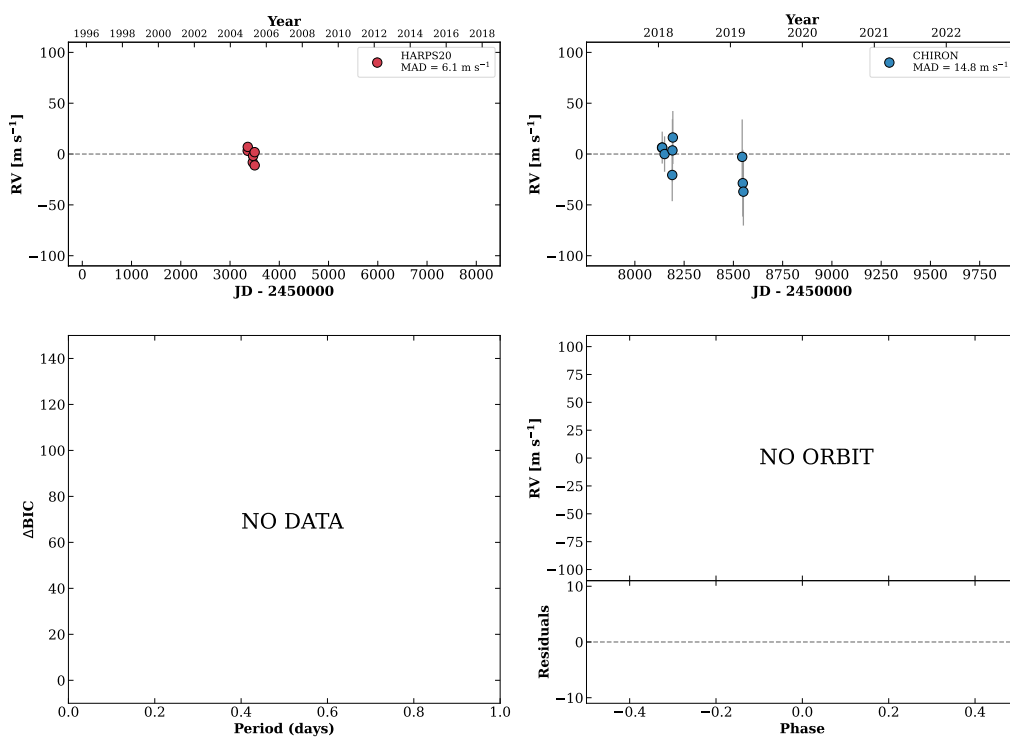 Year
1996 1998 2000 2002 2004 2006 2008 2010 2012 2014 2016 2018
100
50
0
−50
−100
RV [m s⁻¹]
HARPS20
MAD = 6.1 m s⁻¹
0 1000 2000 3000 4000 5000 6000 7000 8000
JD - 2450000
Year
2018 2019 2020 2021 2022
100
50
0
−50
−100
RV [m s⁻¹]
CHIRON
MAD = 14.8 m s⁻¹
8000 8250 8500 8750 9000 9250 9500 9750
JD - 2450000
140
120
100
80
60
40
20
0
ΔBIC
NO DATA
0.0 0.2 0.4 0.6 0.8 1.0
Period (days)
100
75
50
25
0
−25
−50
−75
−100
RV [m s⁻¹]
NO ORBIT
10
0
−10
Residuals
−0.4 −0.2 0.0 0.2 0.4
Phase